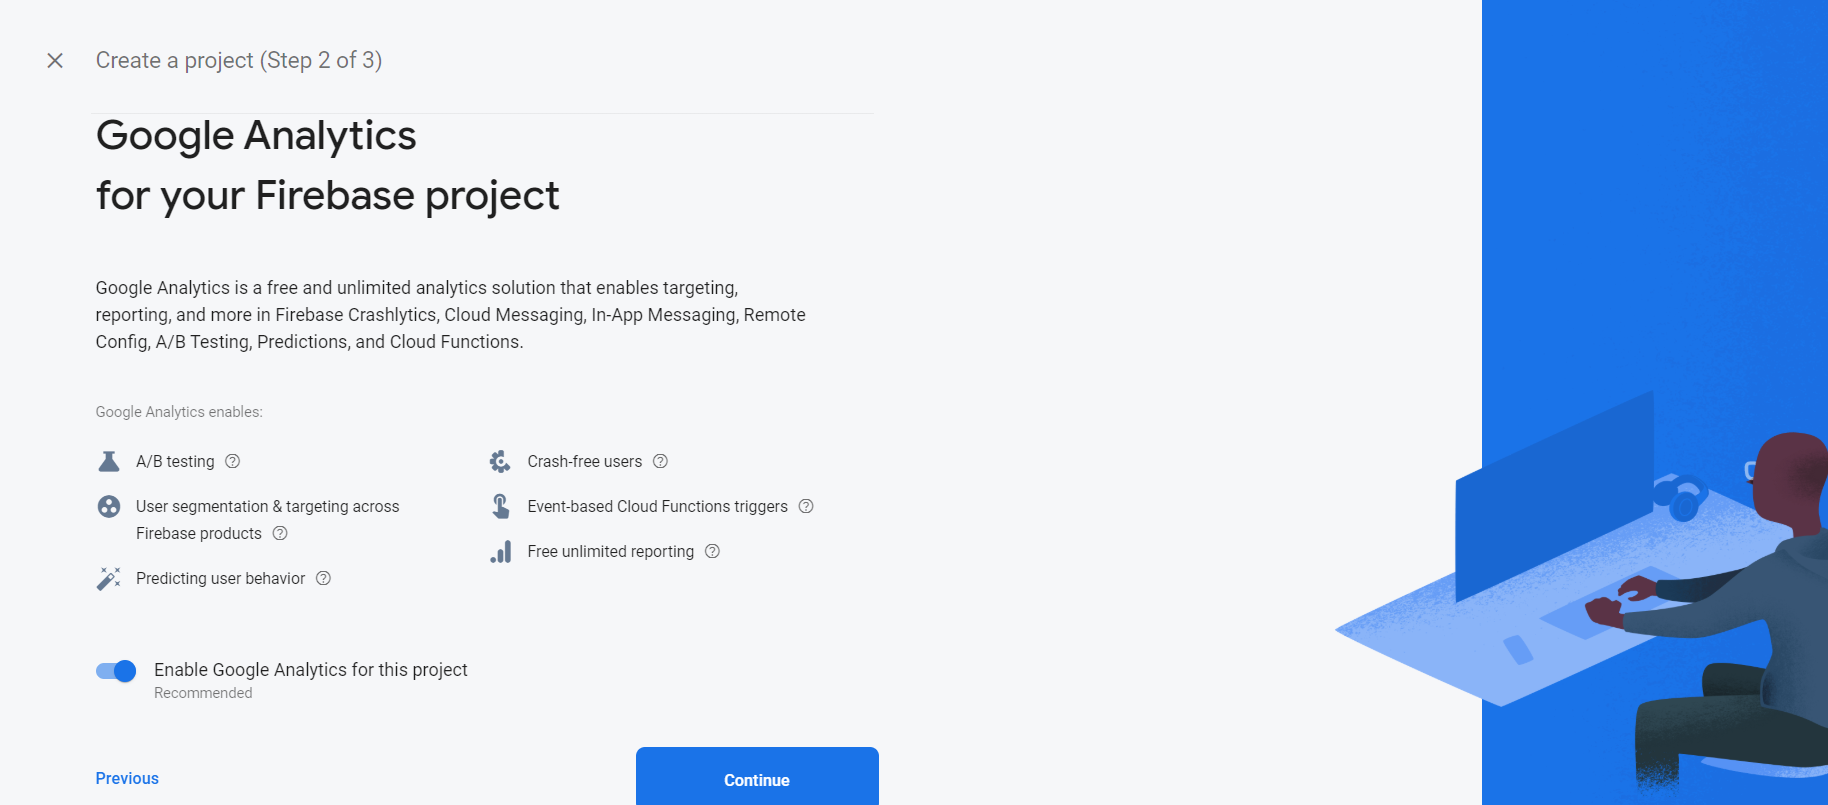 Create a project (Step 2 of 3)
Google Analytics
for your Firebase project
Google Analytics is a free and unlimited analytics solution that enables targeting,
reporting, and more in Firebase Crashlytics, Cloud Messaging, In-App Messaging, Remote
Config, A/B Testing, Predictions, and Cloud Functions.
Google Analytics enables:
A/B testing
User segmentation & targeting across
Firebase products
Predicting user behavior
Crash-free users
Event-based Cloud Functions triggers
Free unlimited reporting
Enable Google Analytics for this project
Recommended
Previous
Continue